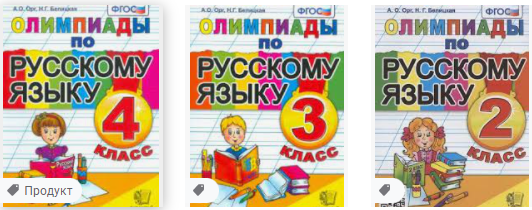 А.О. Орг, Н.Г. Белицкая
ФГОС
ОЛИМПИАДЫ
ПО
РУССКОМУ
ЯЗЫКУ
4
КЛАСС
Продукт
А.О. Орг, Н.Г. Белицкая
ФГОС
ОЛИМПИАДЫ
ПО
РУССКОМУ
ЯЗЫКУ
3
КЛАСС
А. О. Орг, Н.Г. Белицкая
ФГОС
ОЛИМПИАДЫ
ПО
РУССКОМУ
ЯЗЫКУ
2
КЛАСС